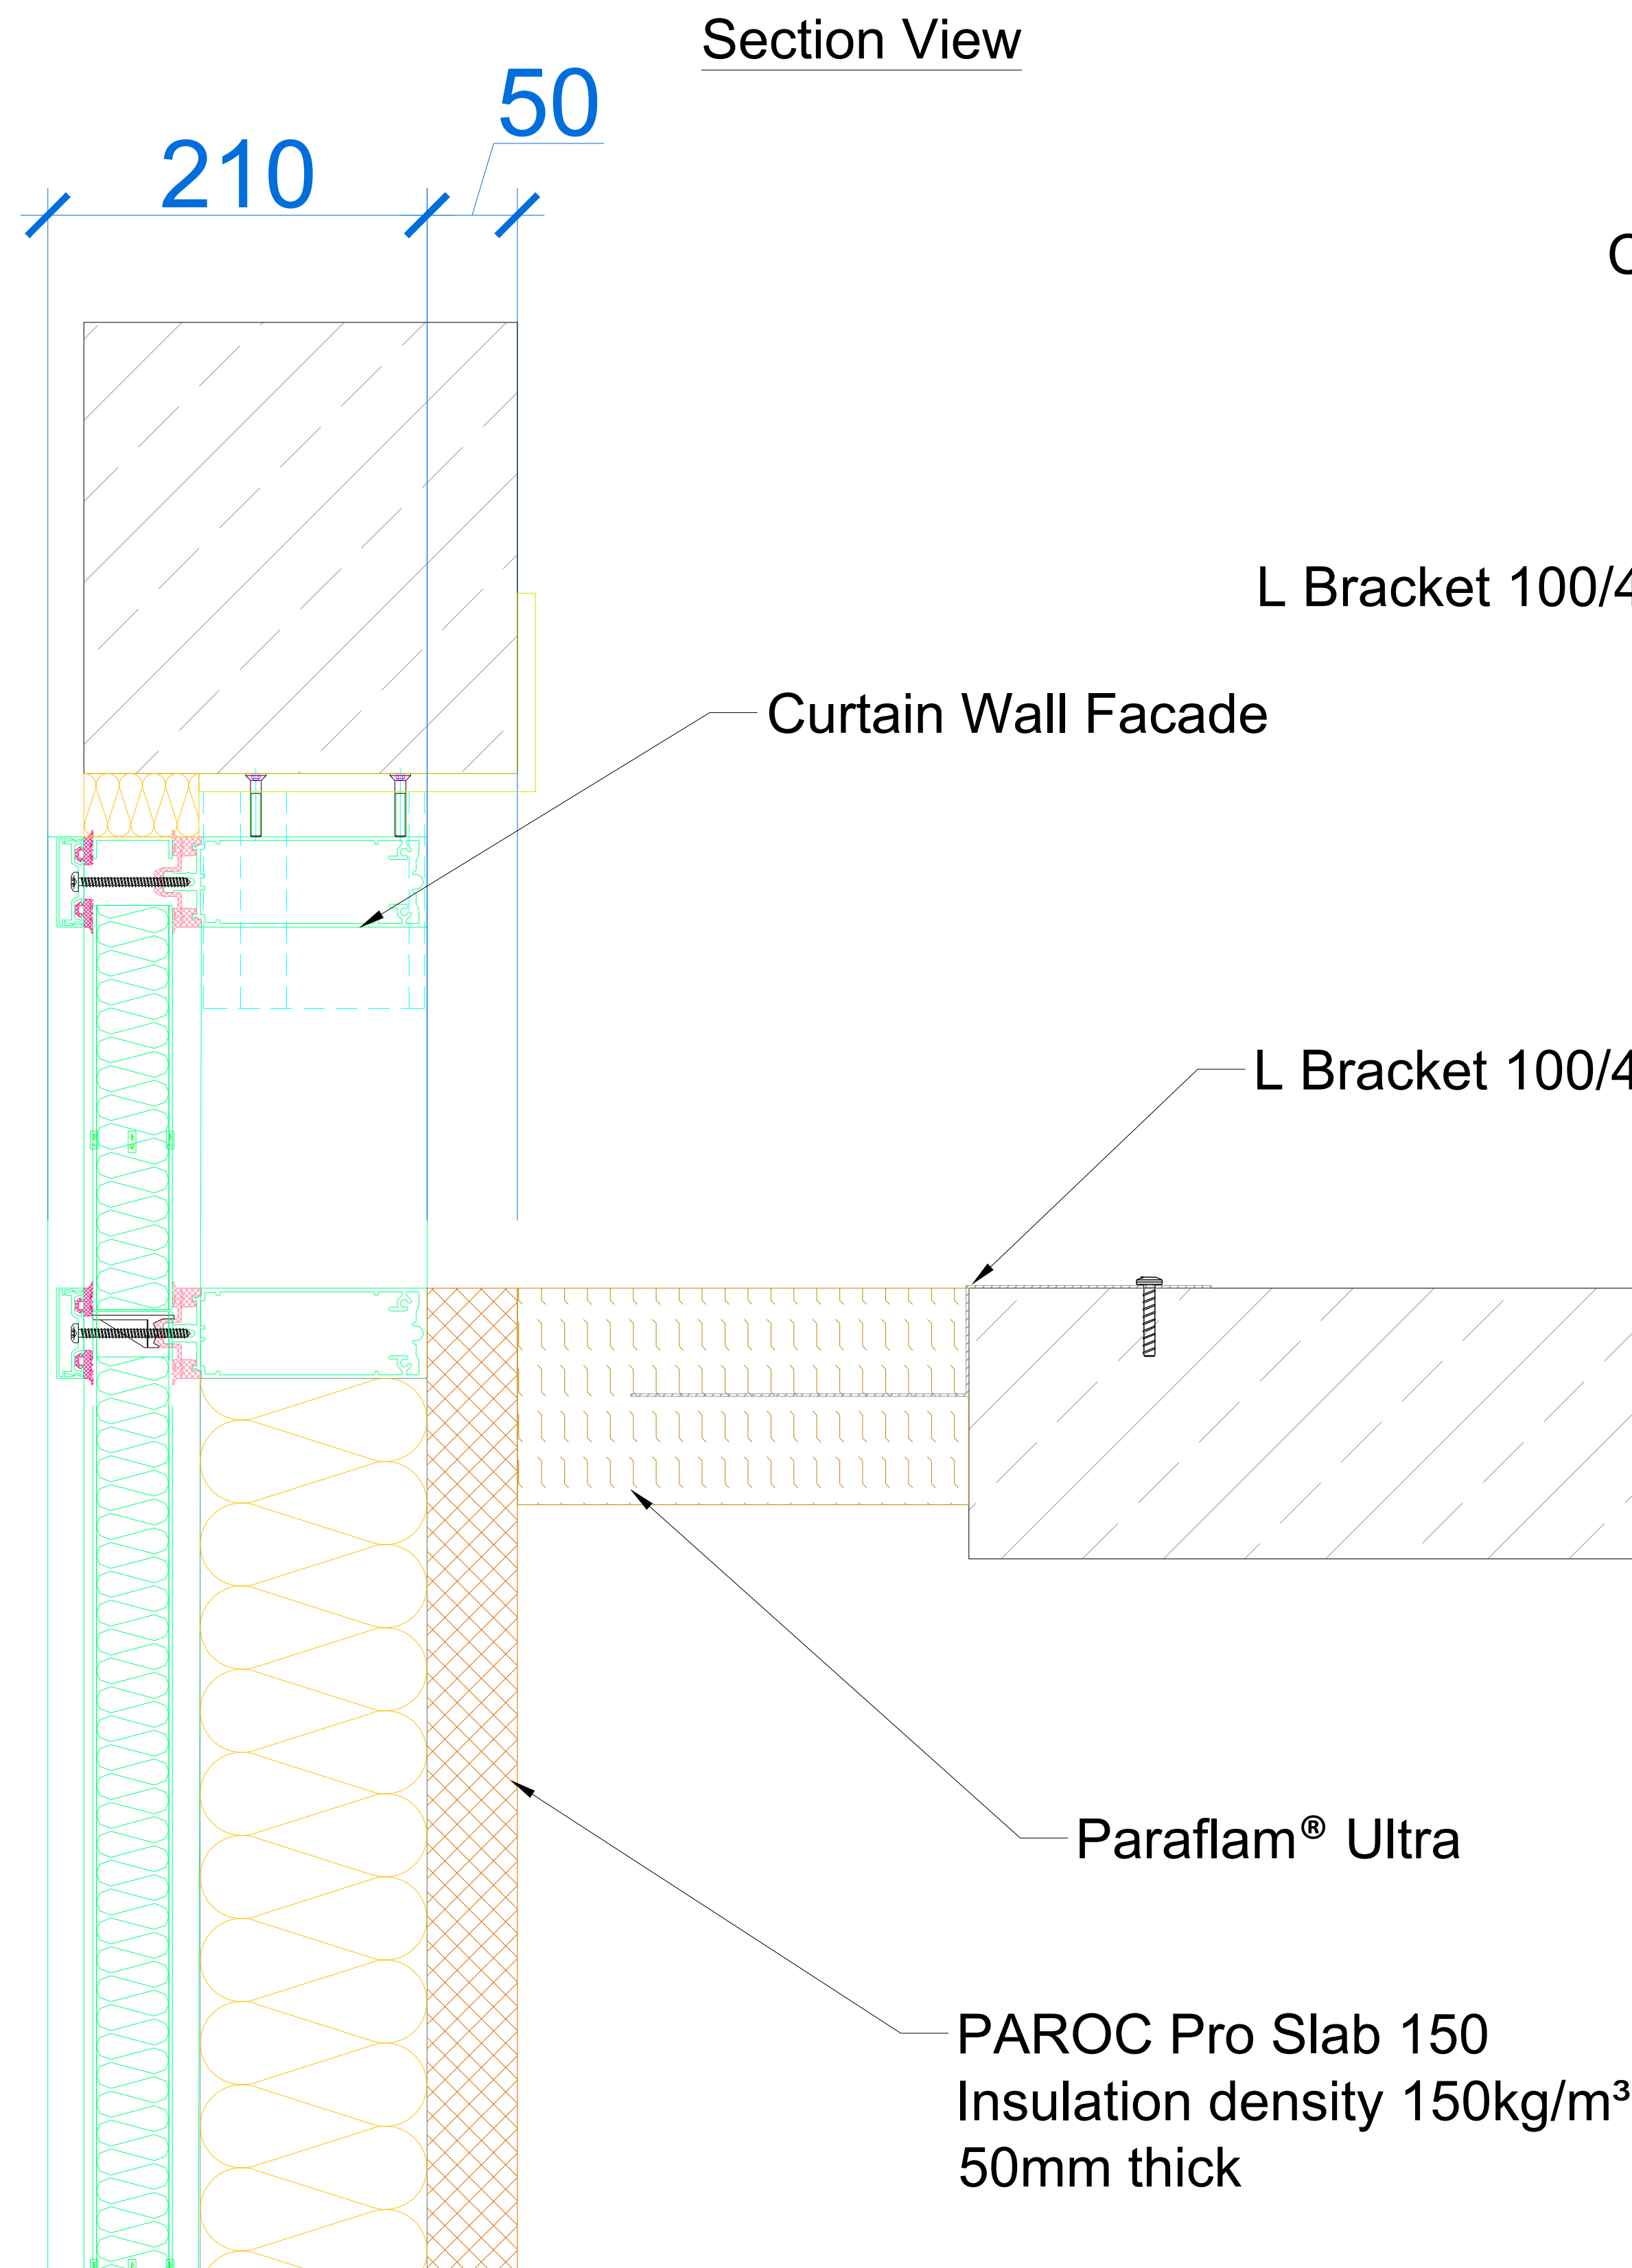 Section View
50
210
C
L Bracket 100/4
Curtain Wall Facade
L Bracket 100/4
Paraflam® Ultra
PAROC Pro Slab 150
Insulation density 150kg/m³
50mm thick